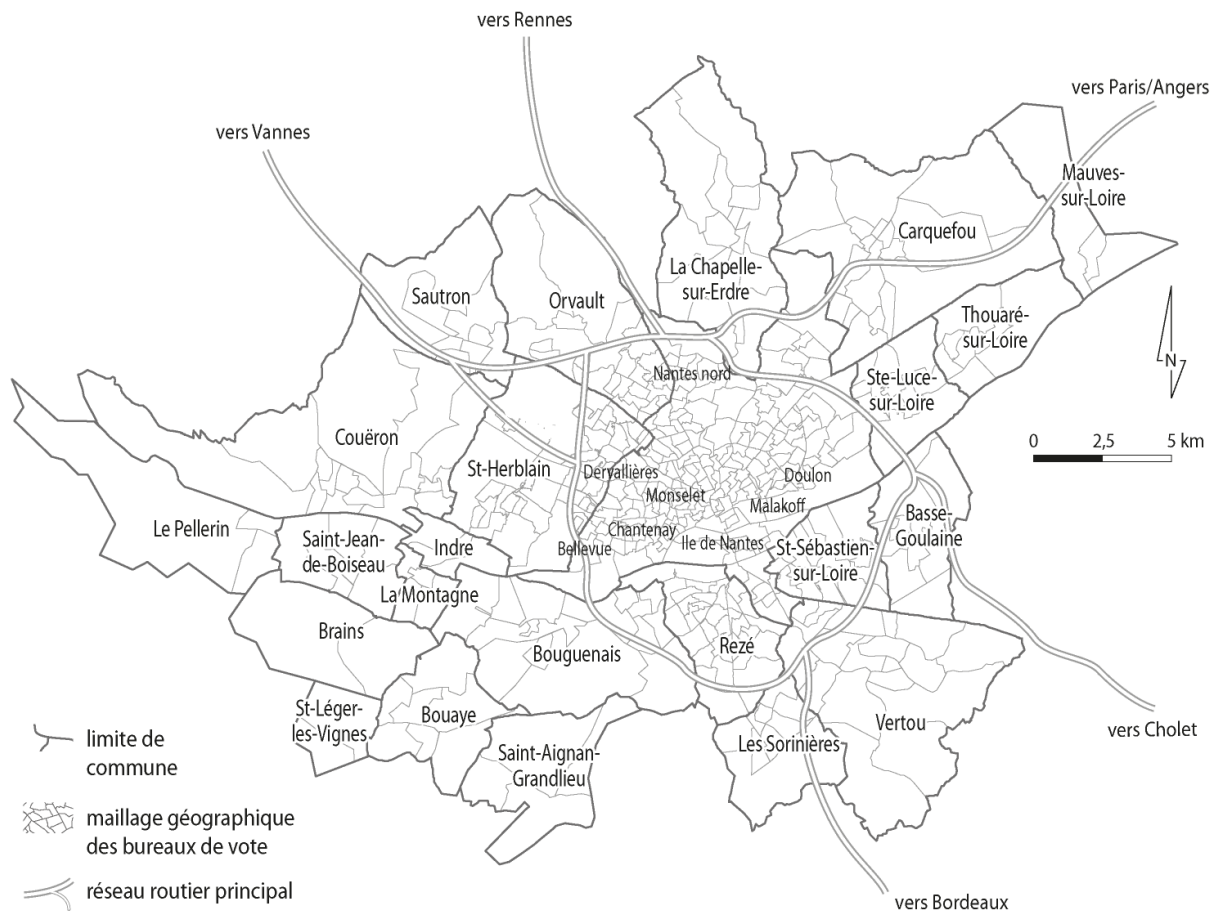 vers Rennes
vers Paris/Angers
vers Vannes
Mauves-
sur-Loire
Carquefou
La Chapelle-
sur-Erdre
Sautron
Orvault
Thouaré-
sur-Loire
Nantes nord
Ste-Luce-
sur-Loire
N
0 2,5 5 km
Couëron
St-Herblain
Dervallières
Doulon
Monselet
Malakoff
Le Pellerin
Saint-Jean-
de-Boiseau
Indre
Chantenay
Bellevue
Ile de Nantes
St-Sébastien-
sur-Loire
Basse-
Goulaine
La Montagne
Brains
Bouguenais
Rezé
St-Léger-
les-Vignes
Bouaye
Vertou
vers Cholet
Saint-Aignan-
Grandlieu
Les Sorinières
limite de
commune
maillage géographique
des bureaux de vote
réseau routier principal
vers Bordeaux